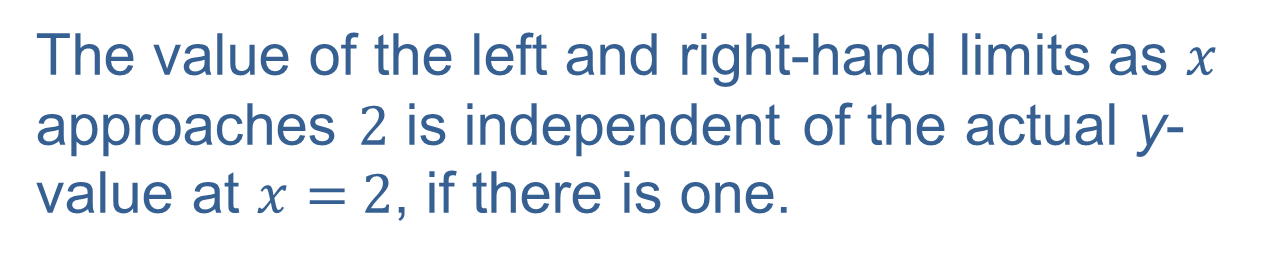 The value of the left and right-hand limits as x
approaches 2 is independent of the actual y-
value at x = 2, if there is one.